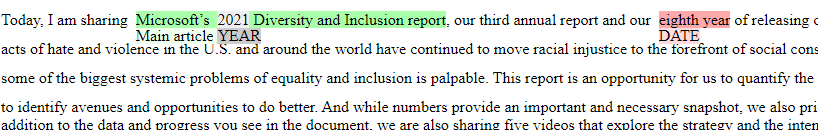 Today, I am sharing Microsoft's 2021 Diversity and Inclusion report, our third annual report and our eighth year of releasing
Main article YEAR DATE
acts of hate and violence in the U.S. and around the world have continued to move racial injustice to the forefront of social
some of the biggest systemic problems of equality and inclusion is palpable. This report is an opportunity for us to quantify the
to identify avenues and opportunities to do better. And while numbers provide an important and necessary snapshot, we also
addition to the data and progress you see in the document, we are also sharing five videos that explore the strategy and the